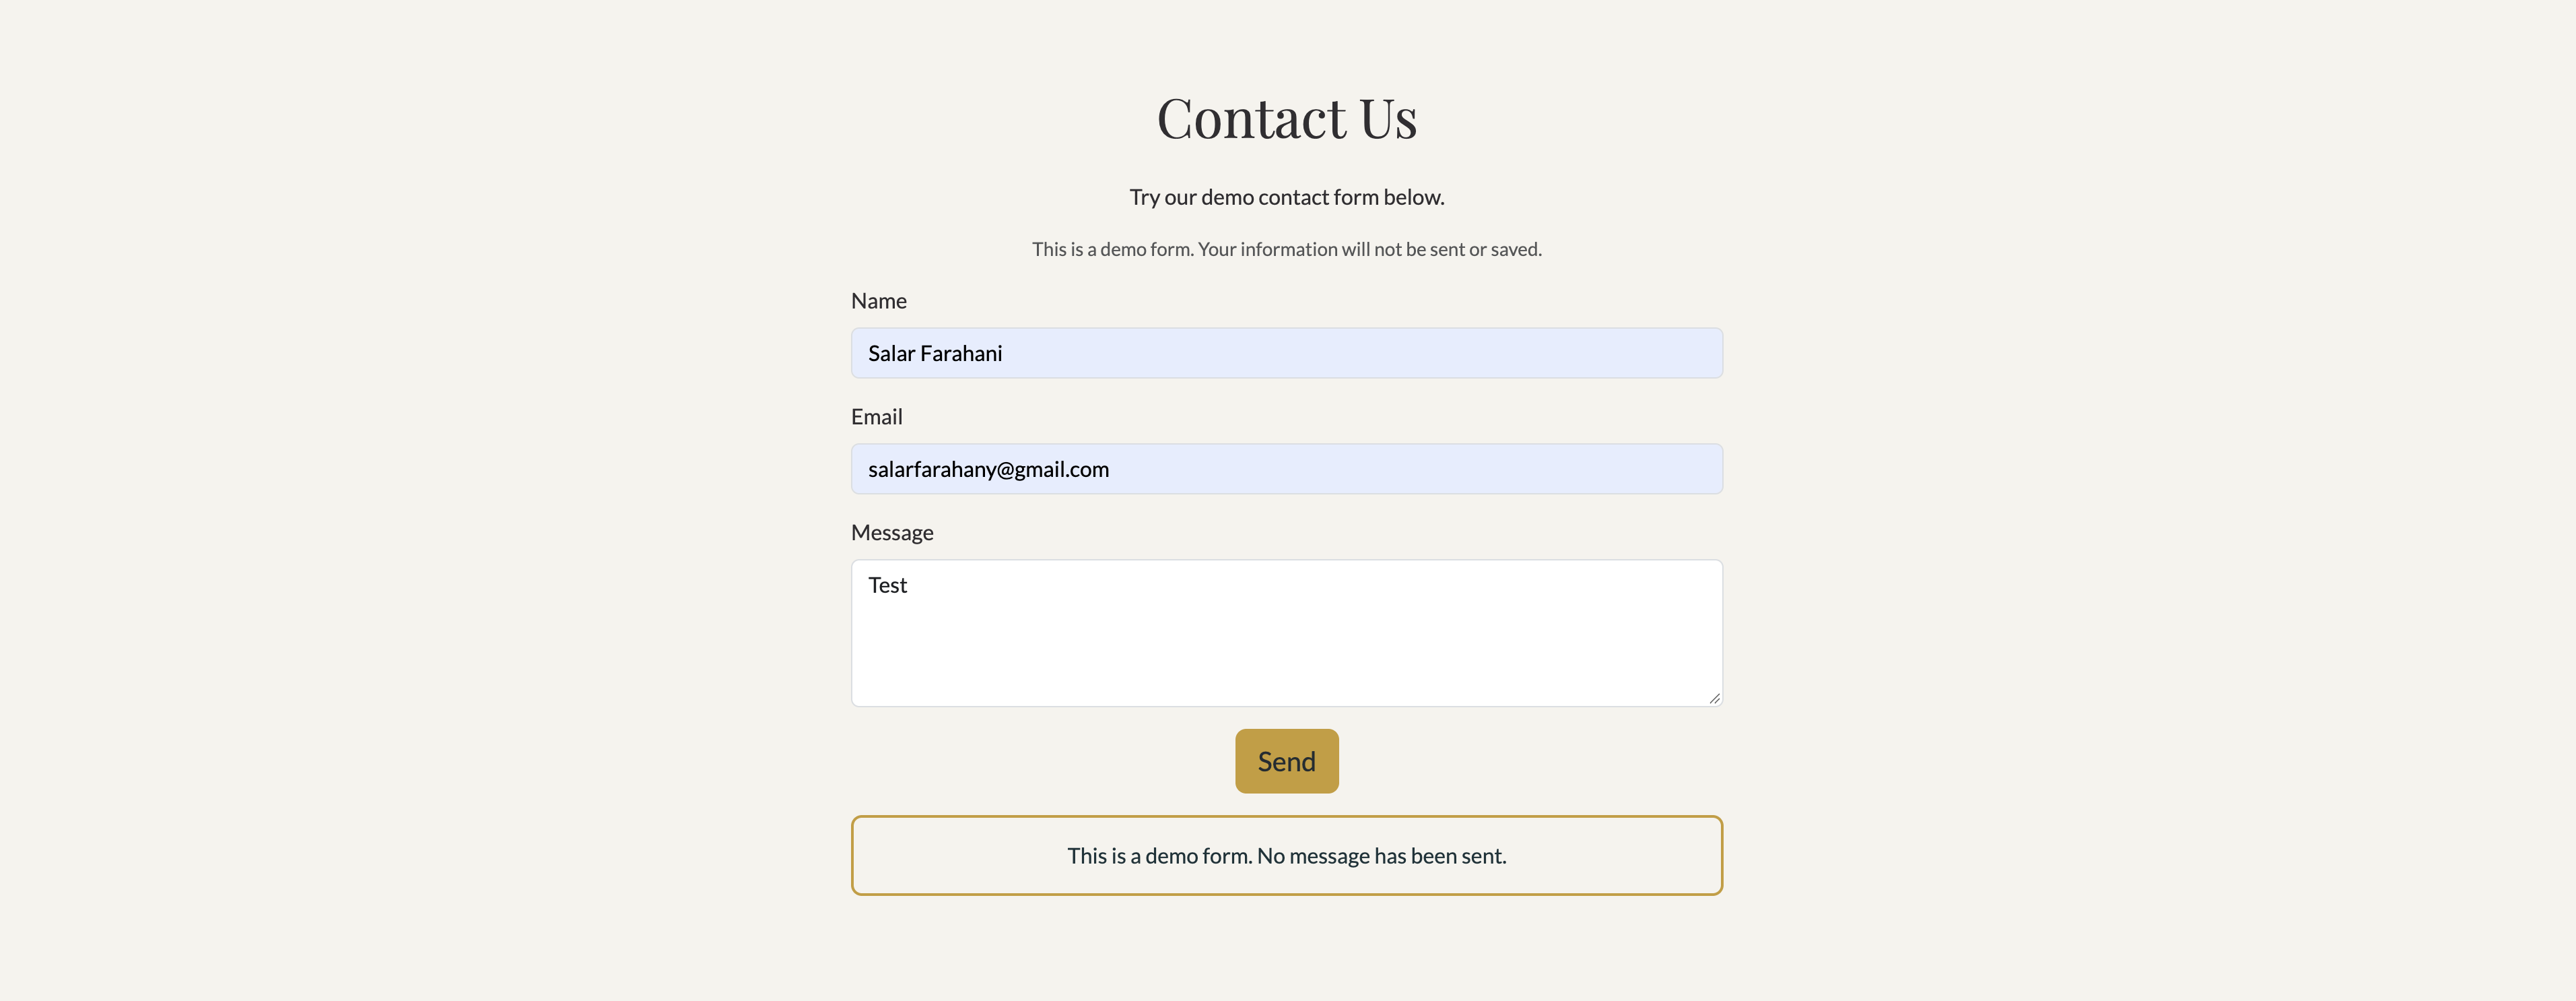 Contact Us
Try our demo contact form below.
This is a demo form. Your information will not be sent or saved.
Name
Salar Farahani
Email
salarfarahany@gmail.com
Message
Test
Send
This is a demo form. No message has been sent.